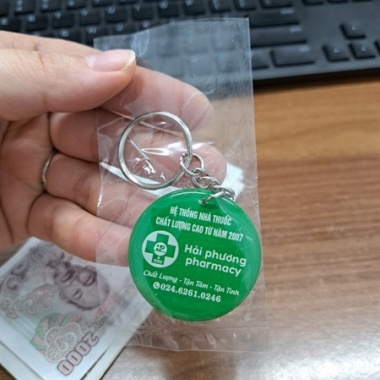 HỆ THỐNG NHÀ THUỐC
CHẤT LƯỢNG CAO TỪ NĂM 2007
Hải phương
pharmacy
Chất Lượng - Tận Tâm - Tận Tình
024.6261.0246
2000